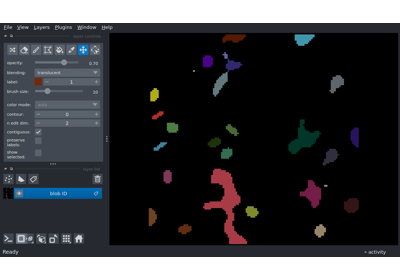 File View Layers Plugins Window Help
opacity: 0.70
blending: translucent
label: 1
brush size: 10
color mode: auto
contour: 0
n edit dim: 2
contiguous:
preserve labels:
show selected:
blob ID
Ready
activity